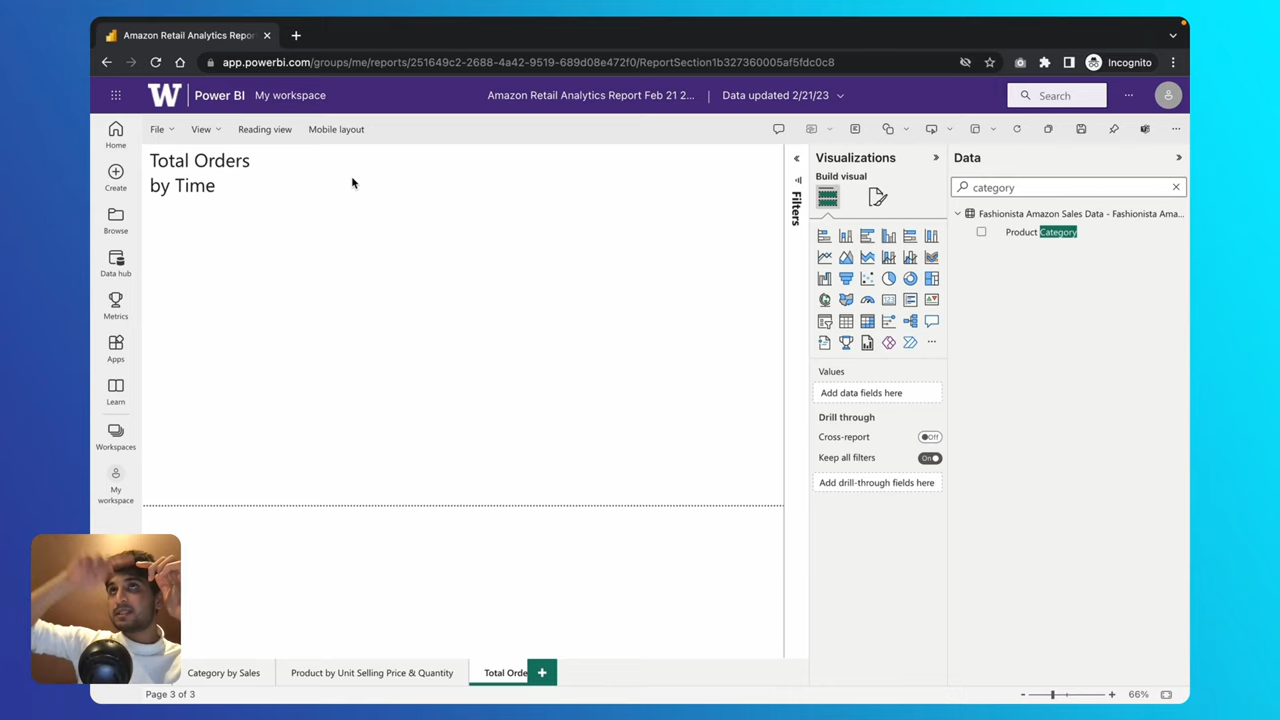 Amazon Retail Analytics Repor
app.powerbi.com/groups/me/reports/251649c2-2688-4a42-9519-689d08e472f0/ReportSection1b327360005af5fdc0c8
Incognito
W
Power BI
My workspace
Amazon Retail Analytics Report Feb 21 2...
Data updated 2/21/23
Search
File
View
Reading view
Mobile layout
Home
Create
Browse
Data hub
Metrics
Apps
Learn
Workspaces
My
workspace
Total Orders
by Time
Filters
Visualizations
Build visual
Values
Add data fields here
Drill through
Cross-report
Off
Keep all filters
On
Add drill-through fields here
Data
category
Fashionista Amazon Sales Data - Fashionista Ama...
Product Category
Category by Sales
Product by Unit Selling Price & Quantity
Total Orde
Page 3 of 3
66%